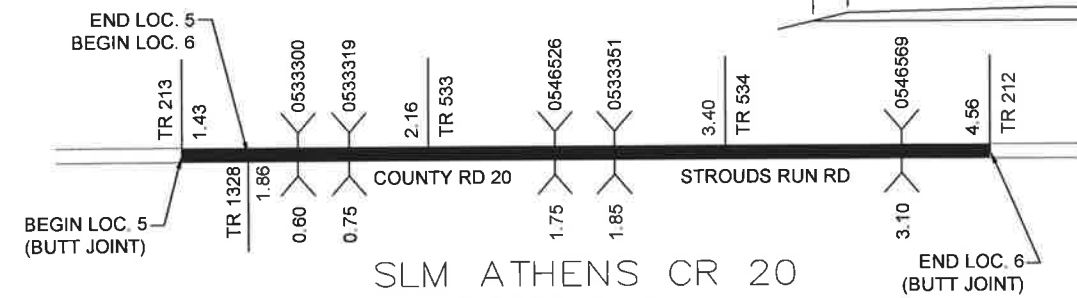 END LOC. 5
BEGIN LOC. 6
TR 213
1.43
0533300
0533319
2.16
TR 533
0546526
0533351
3.40
TR 534
0546569
4.56
TR 212
TR 1328
1.86
0.60
0.75
COUNTY RD 20
1.75
1.85
STROUDS RUN RD
3.10
BEGIN LOC. 5
(BUTT JOINT)
END LOC. 6
(BUTT JOINT)
SLM ATHENS CR 20